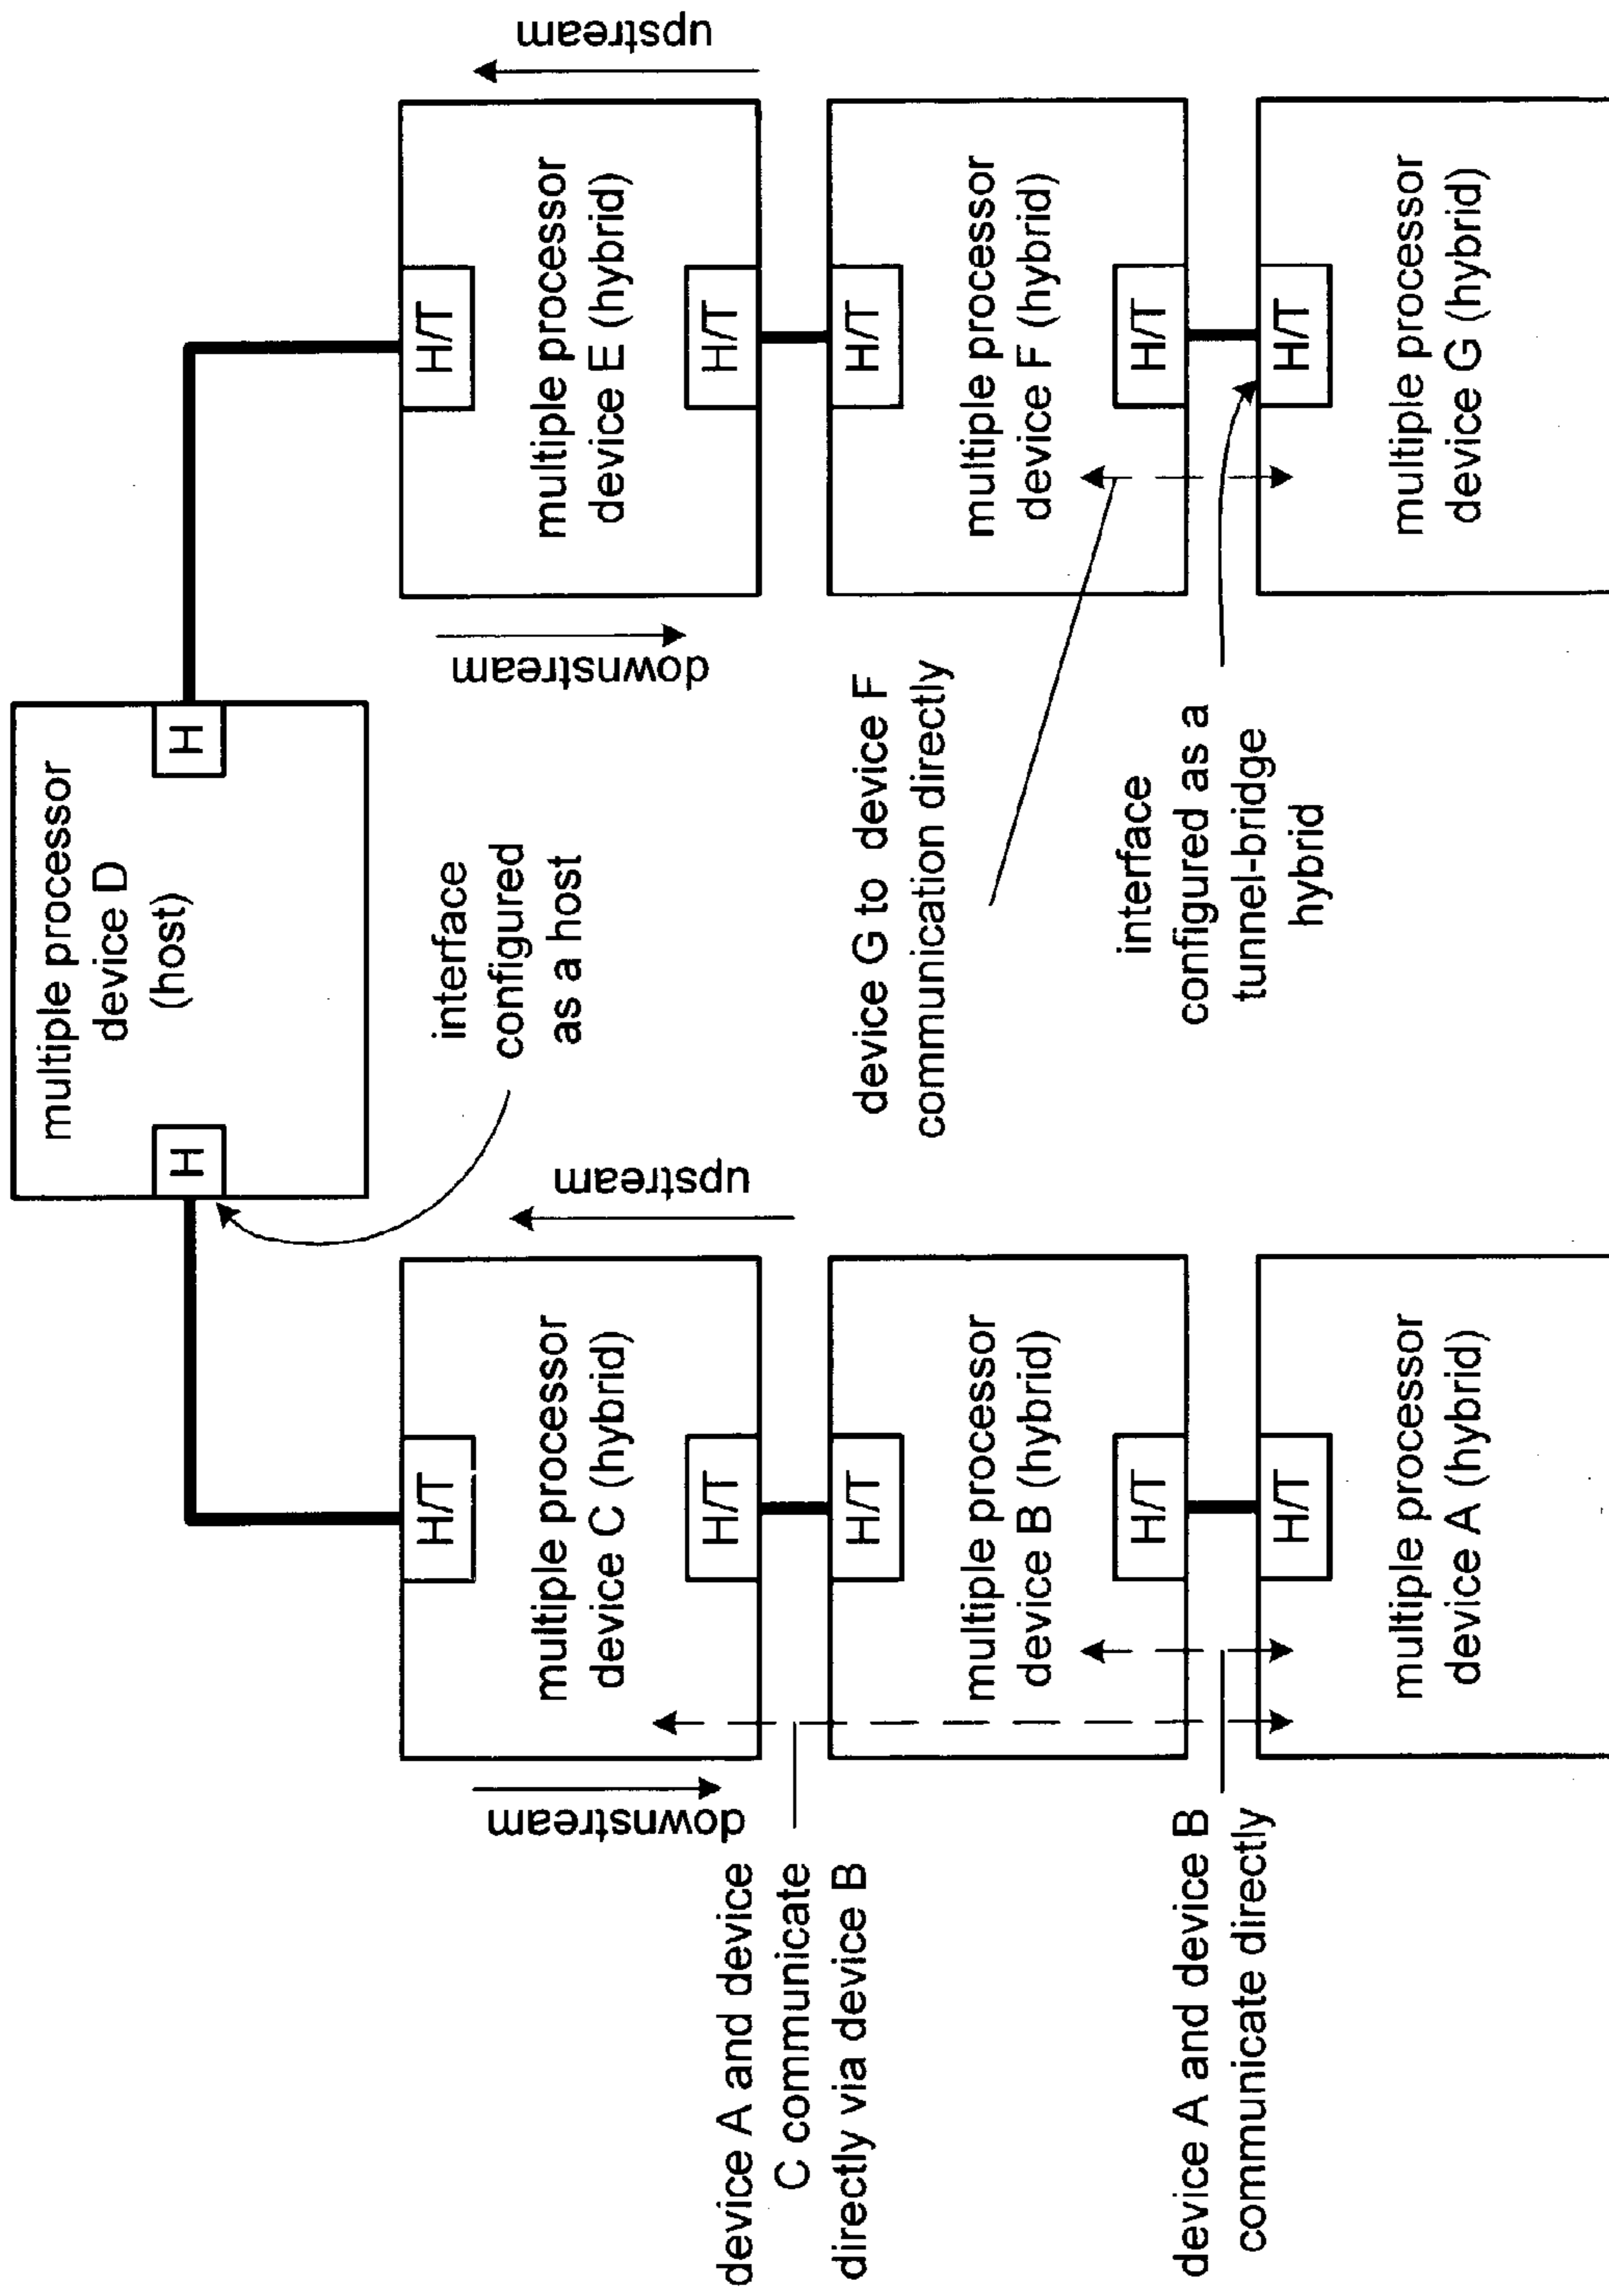 multiple processor
device D
(host)
H
H
interface
configured
as a host
upstream
downstream
H/T
multiple processor
device C (hybrid)
H/T
device A and device
C communicate
directly via device B
H/T
multiple processor
device B (hybrid)
H/T
device A and device B
communicate directly
H/T
multiple processor
device A (hybrid)
upstream
downstream
H/T
multiple processor
device E (hybrid)
H/T
H/T
multiple processor
device F (hybrid)
H/T
device G to device F
communication directly
interface
configured as a
tunnel-bridge
hybrid
H/T
multiple processor
device G (hybrid)